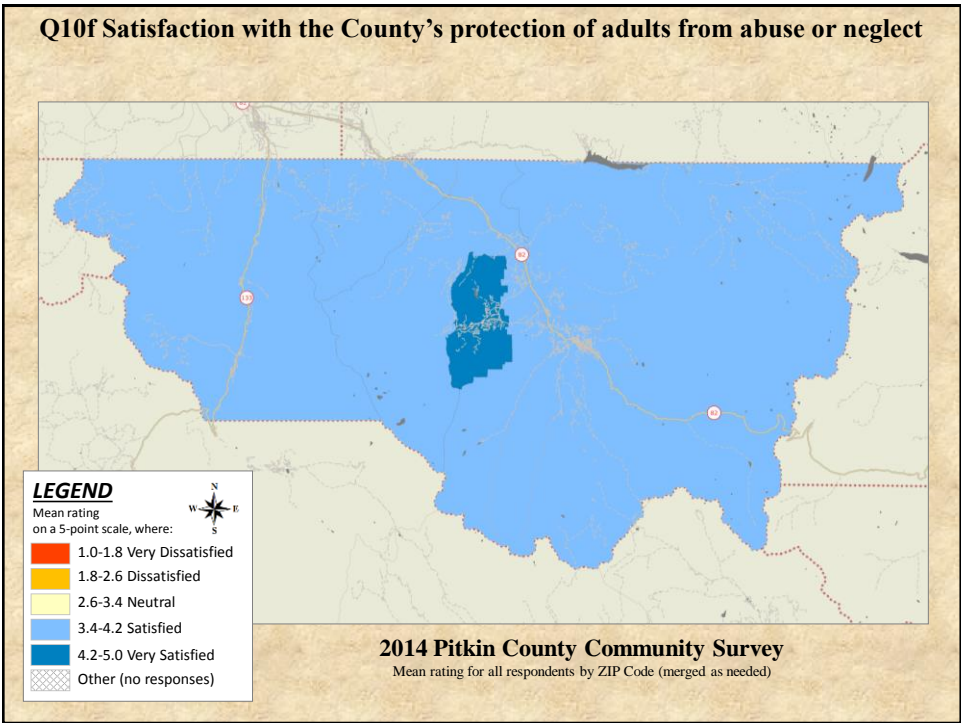 Q10f Satisfaction with the County's protection of adults from abuse or neglect
82
133
82
LEGEND
Mean rating
on a 5-point scale, where:
N
W
E
S
1.0-1.8 Very Dissatisfied
1.8-2.6 Dissatisfied
2.6-3.4 Neutral
3.4-4.2 Satisfied
4.2-5.0 Very Satisfied
Other (no responses)
2014 Pitkin County Community Survey
Mean rating for all respondents by ZIP Code (merged as needed)